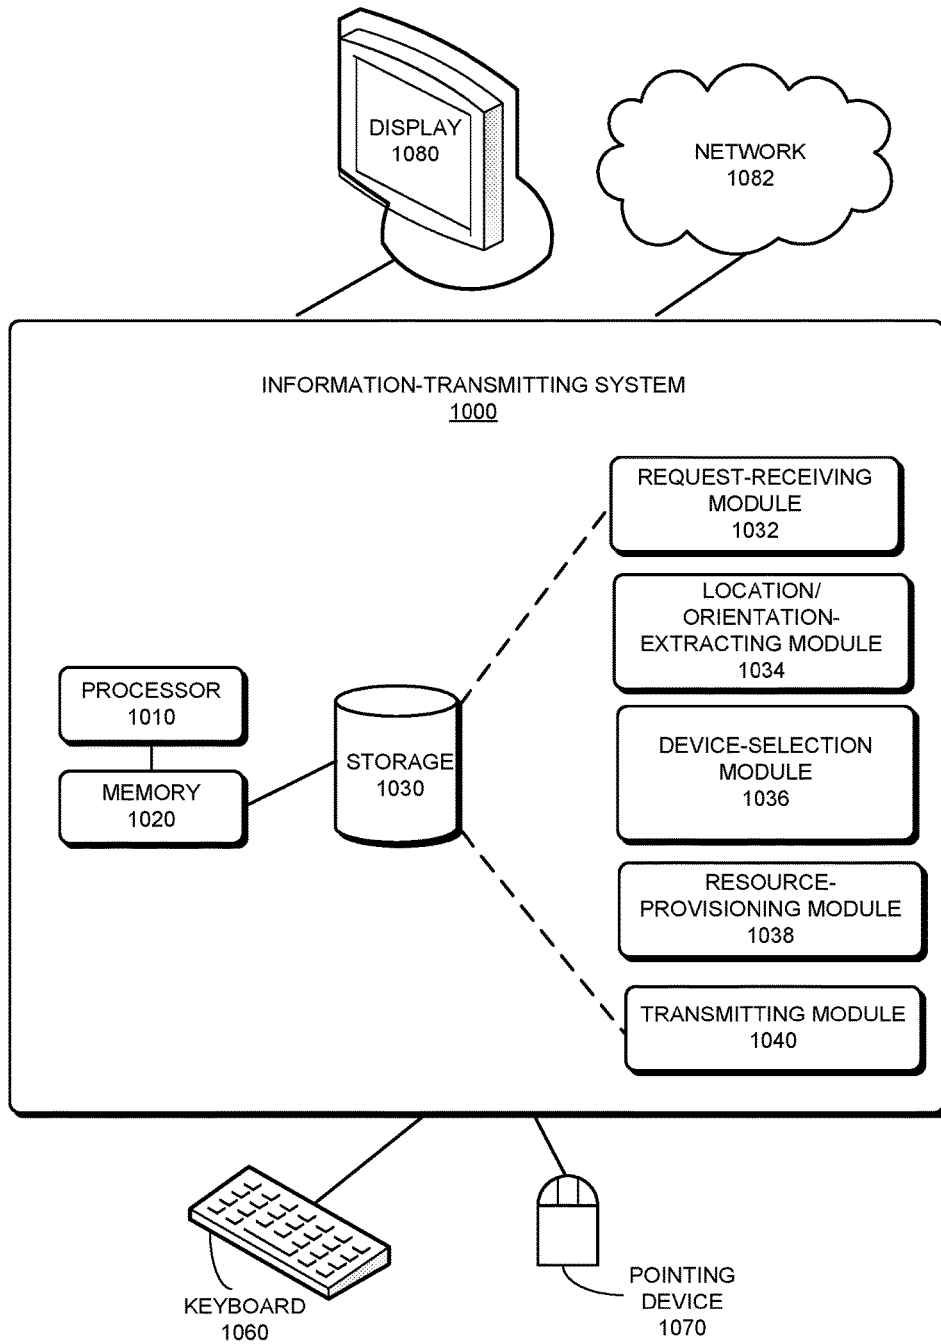 DISPLAY
1080
NETWORK
1082
INFORMATION-TRANSMITTING SYSTEM
1000
REQUEST-RECEIVING
MODULE
1032
LOCATION/
ORIENTATION-
EXTRACTING MODULE
1034
PROCESSOR
1010
MEMORY
1020
STORAGE
1030
DEVICE-SELECTION
MODULE
1036
RESOURCE-
PROVISIONING MODULE
1038
TRANSMITTING MODULE
1040
KEYBOARD
1060
POINTING
DEVICE
1070